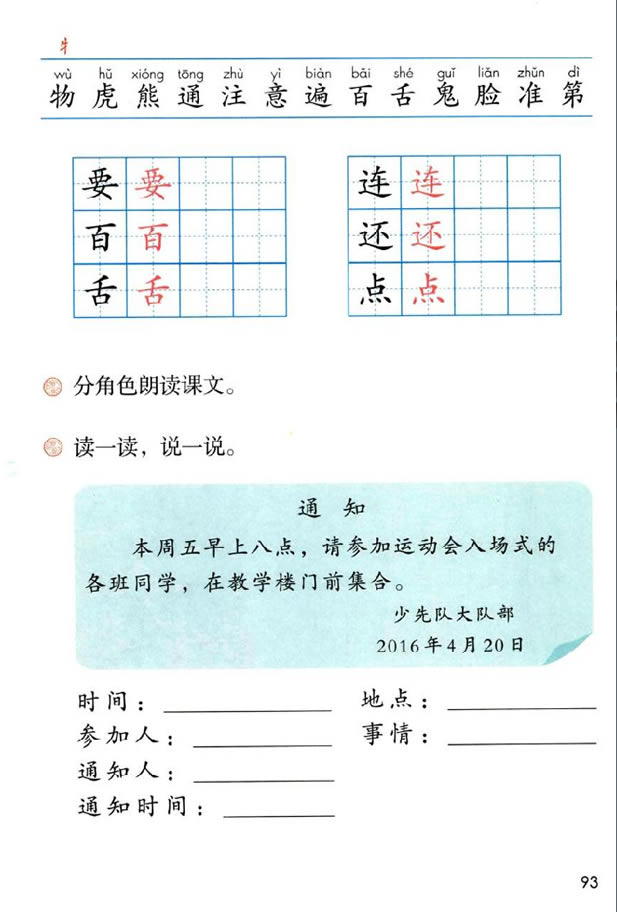 牜
wù hǔ xióng tōng zhù yì biàn bǎi shé guǐ liǎn zhǔn dì
物 虎 熊 通 注 意 遍 百 舌 鬼 脸 准 第
要 要 连 连
百 百 还 还
舌 舌 点 点
分角色朗读课文。
读一读，说一说。
通 知
本周五早上八点，请参加运动会入场式的
各班同学，在教学楼门前集合。
少先队大队部
2016年4月20日
时间： 地点：
参加人： 事情：
通知人：
通知时间：
93